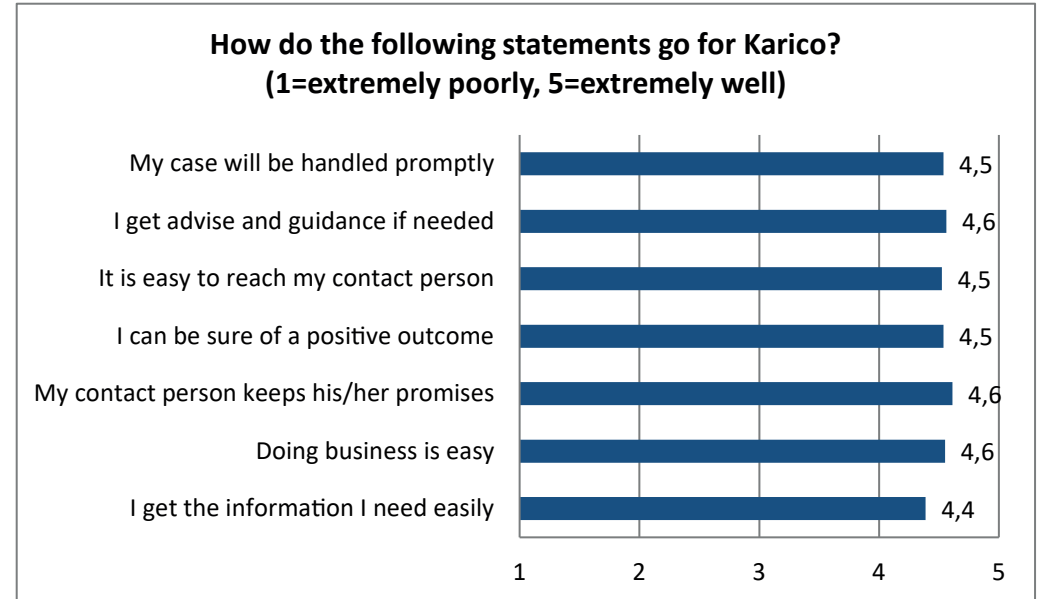 How do the following statements go for Karico?
(1=extremely poorly, 5=extremely well)
My case will be handled promptly 4,5
I get advise and guidance if needed 4,6
It is easy to reach my contact person 4,5
I can be sure of a positive outcome 4,5
My contact person keeps his/her promises 4,6
Doing business is easy 4,6
I get the information I need easily 4,4
1 2 3 4 5